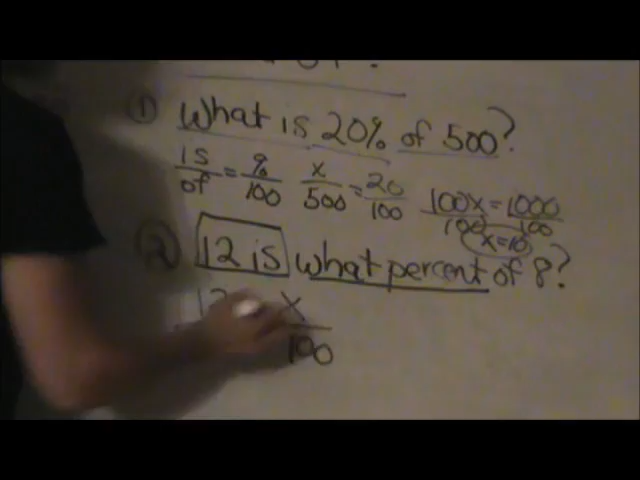 ① What is 20% of 500?
is/of = %/100 x/500 = 20/100 100x/100 = 1000/100
x=10
② 12 is what percent of 8?
12 x/100